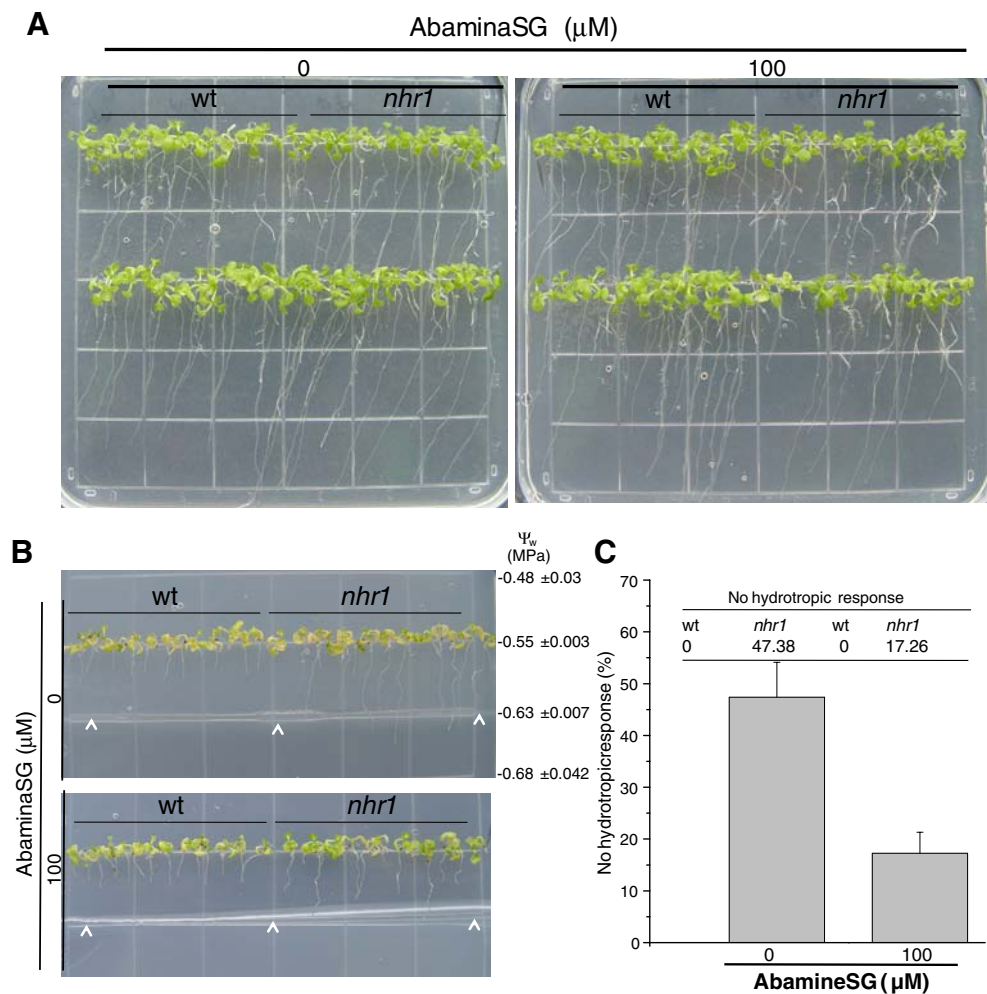 A
AbaminaSG (μM)
0
100
wt
nhr1
wt
nhr1
B
Ψw
(MPa)
wt
nhr1
-0.48 ±0.03
-0.55 ±0.003
-0.63 ±0.007
-0.68 ±0.042
AbaminaSG (μM)
0
100
wt
nhr1
C
No hydrotropicresponse (%)
70
60
50
40
30
20
10
0
No hydrotropic response
wt nhr1 wt nhr1
0 47.38 0 17.26
0 100
AbamineSG (μM)